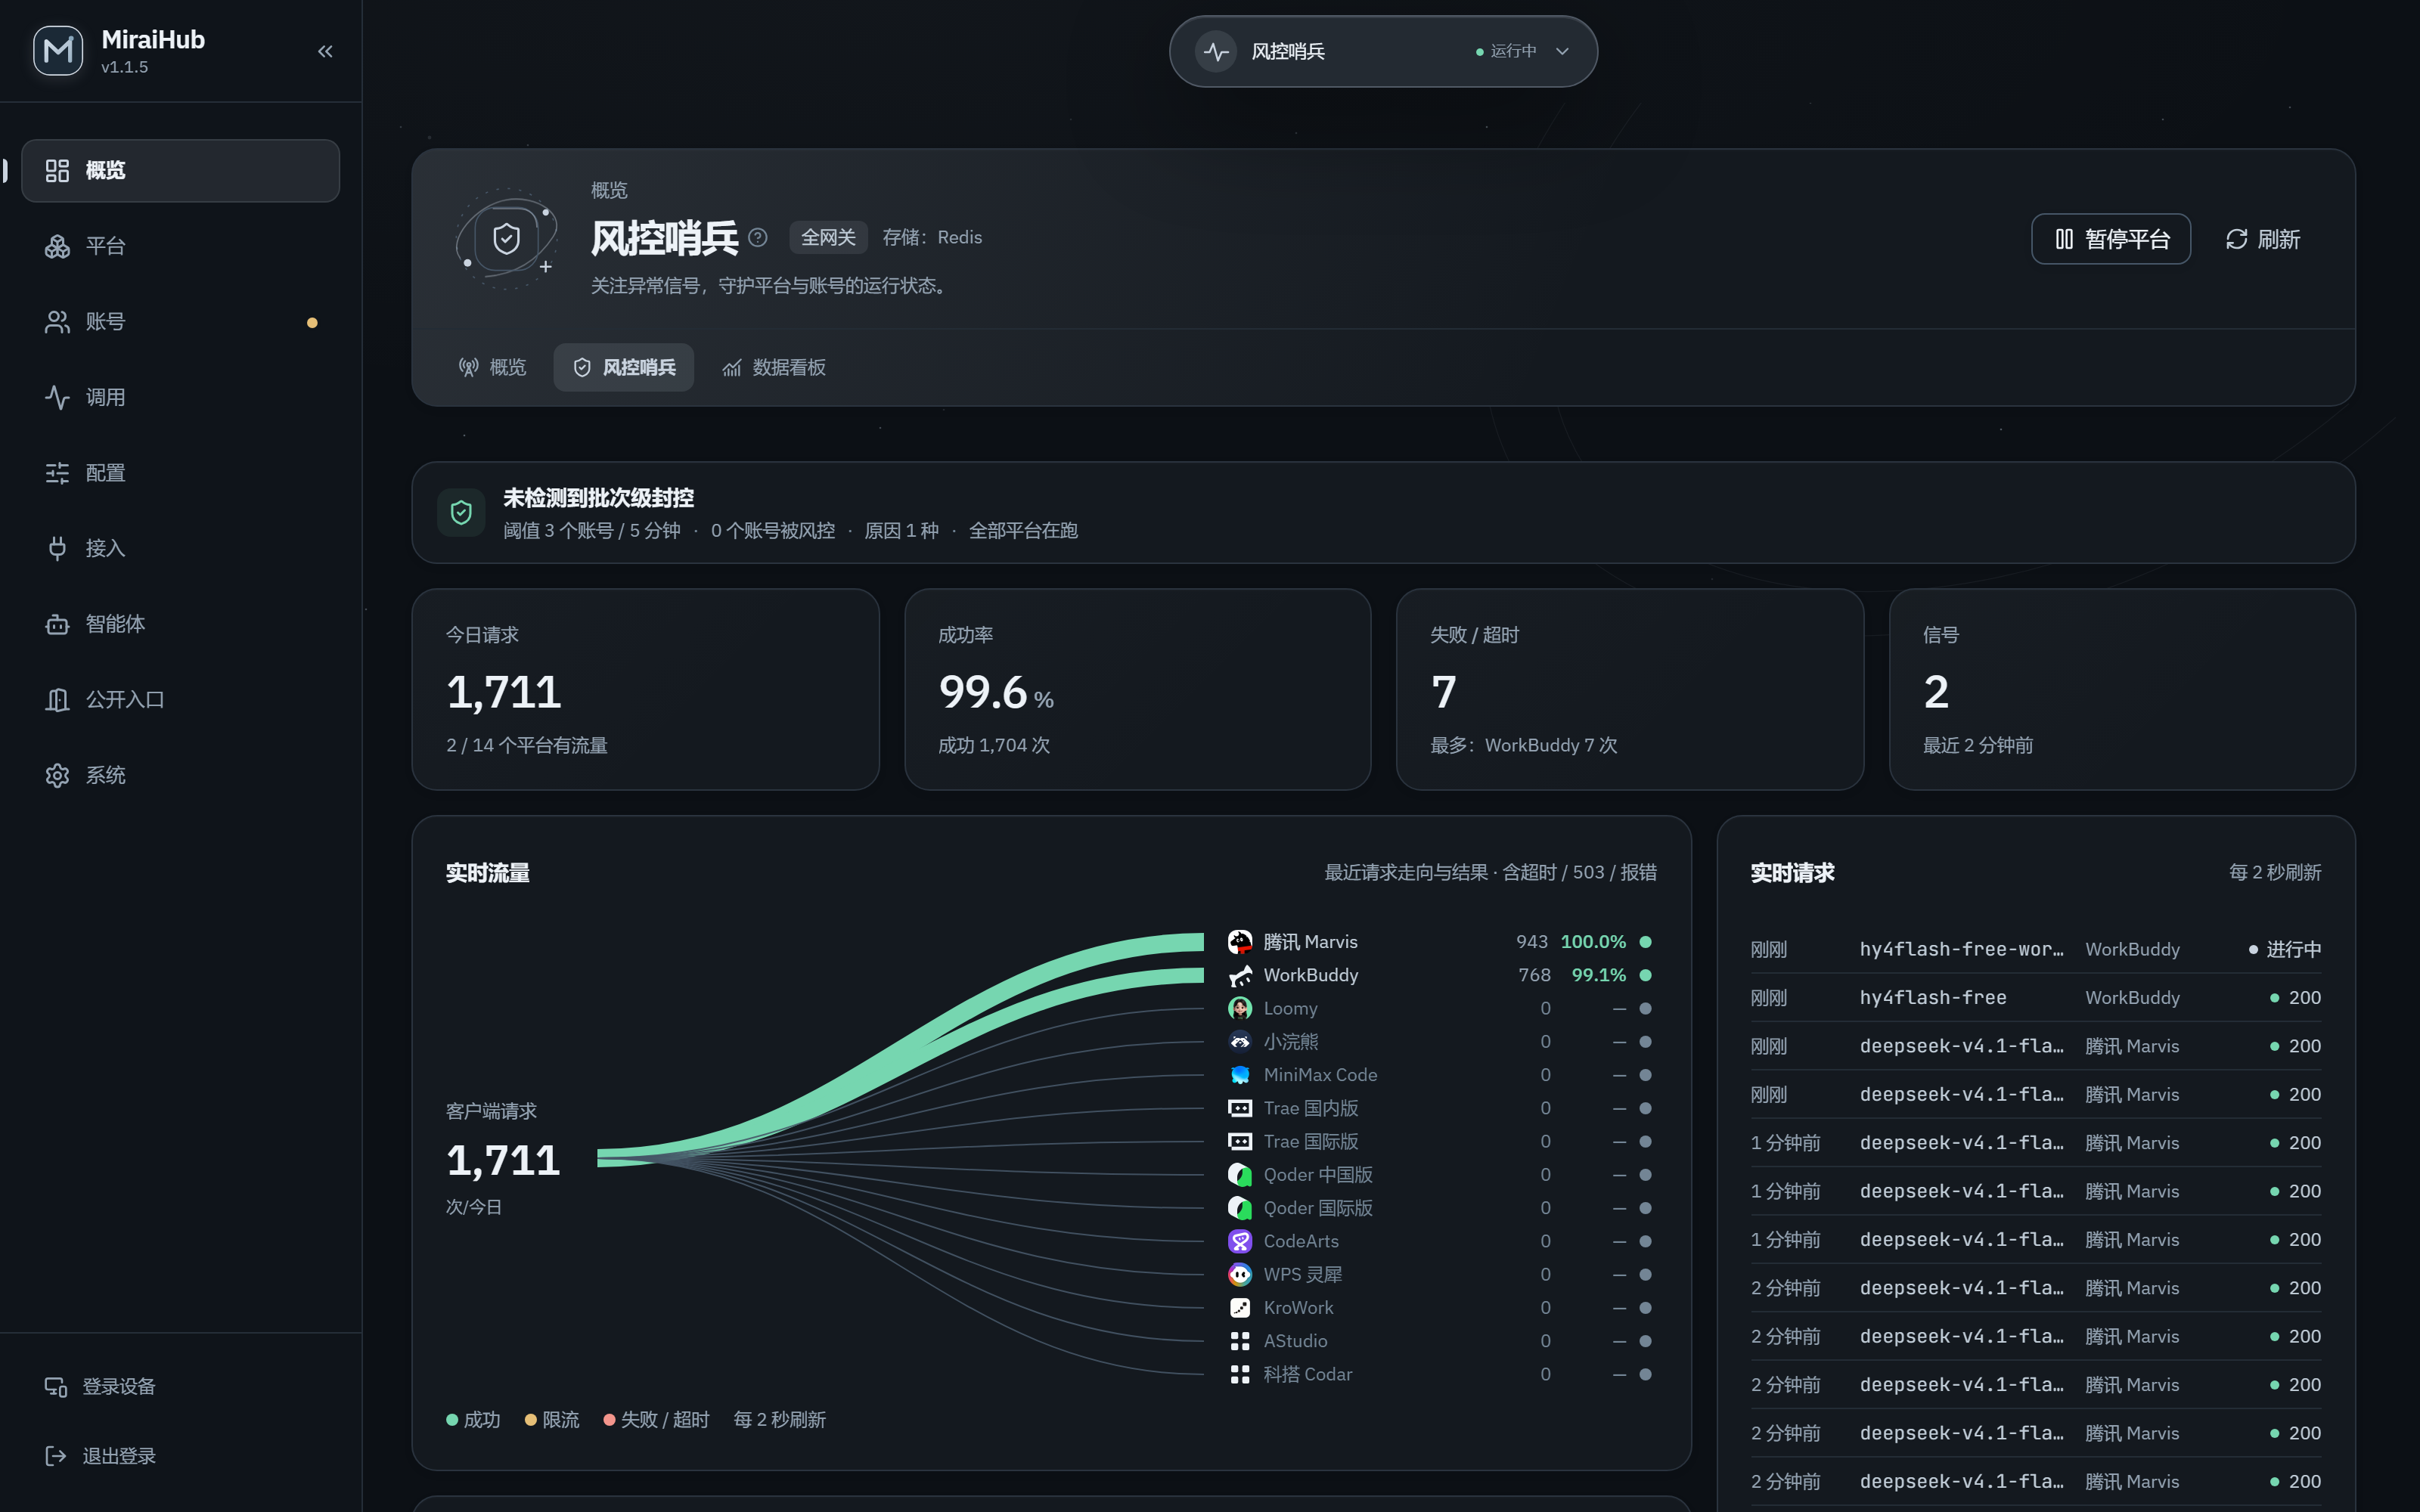 MiraiHub
v1.1.5
概览
平台
账号
调用
配置
接入
智能体
公开入口
系统
登录设备
退出登录
风控哨兵
运行中
概览
风控哨兵 全网关 存储：Redis
关注异常信号，守护平台与账号的运行状态。
暂停平台 刷新
概览 风控哨兵 数据看板
未检测到批次级封控
阈值 3 个账号 / 5 分钟 · 0 个账号被风控 · 原因 1 种 · 全部平台在跑
今日请求
1,711
2 / 14 个平台有流量
成功率
99.6 %
成功 1,704 次
失败 / 超时
7
最多：WorkBuddy 7 次
信号
2
最近 2 分钟前
实时流量 最近请求走向与结果 · 含超时 / 503 / 报错
客户端请求
1,711
次/今日
腾讯 Marvis 943 100.0%
WorkBuddy 768 99.1%
Loomy 0 —
小浣熊 0 —
MiniMax Code 0 —
Trae 国内版 0 —
Trae 国际版 0 —
Qoder 中国版 0 —
Qoder 国际版 0 —
CodeArts 0 —
WPS 灵犀 0 —
KroWork 0 —
AStudio 0 —
科搭 Codar 0 —
成功 限流 失败 / 超时 每 2 秒刷新
实时请求 每 2 秒刷新
刚刚 hy4flash-free-wor… WorkBuddy 进行中
刚刚 hy4flash-free WorkBuddy 200
刚刚 deepseek-v4.1-fla… 腾讯 Marvis 200
刚刚 deepseek-v4.1-fla… 腾讯 Marvis 200
1 分钟前 deepseek-v4.1-fla… 腾讯 Marvis 200
1 分钟前 deepseek-v4.1-fla… 腾讯 Marvis 200
1 分钟前 deepseek-v4.1-fla… 腾讯 Marvis 200
2 分钟前 deepseek-v4.1-fla… 腾讯 Marvis 200
2 分钟前 deepseek-v4.1-fla… 腾讯 Marvis 200
2 分钟前 deepseek-v4.1-fla… 腾讯 Marvis 200
2 分钟前 deepseek-v4.1-fla… 腾讯 Marvis 200
2 分钟前 deepseek-v4.1-fla… 腾讯 Marvis 200